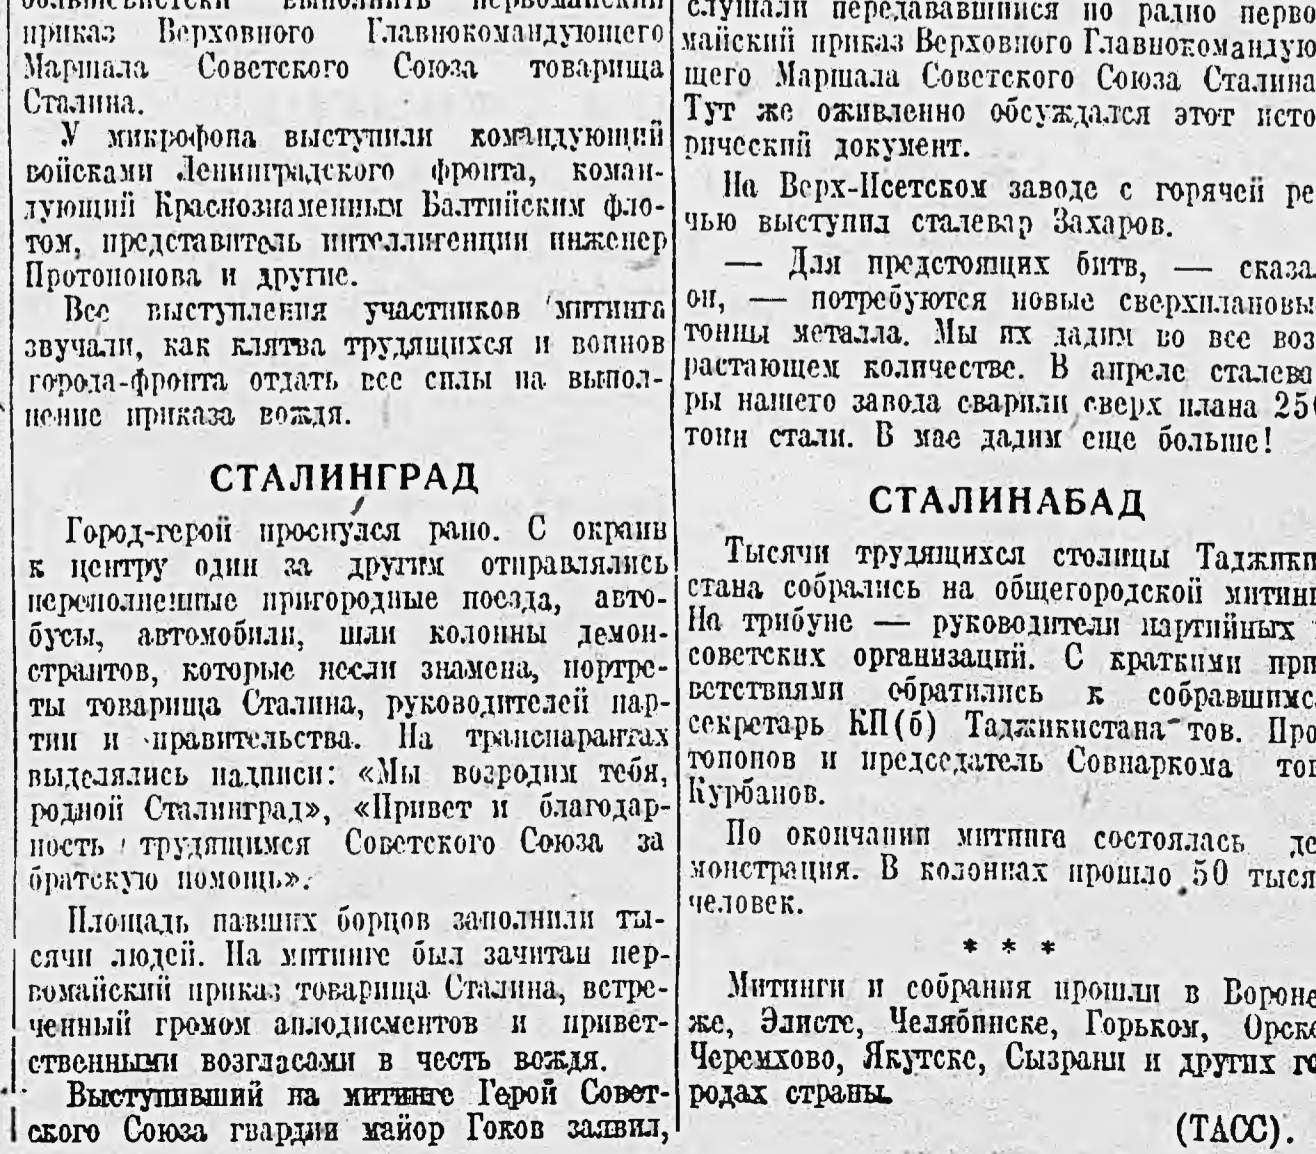 большевистски выполнить первомайский
приказ Верховного Главнокомандующего
Маршала Советского Союза товарища
Сталина.
У микрофона выступили командующий
войсками Ленинградского фронта, коман-
дующий Краснознаменным Балтийским фло-
том, представитель интеллигенции инженер
Протопопова и другие.
Все выступления участников митинга
звучали, как клятва трудящихся и воинов
города-фронта отдать все силы на выпол-
нение приказа вождя.
СТАЛИНГРАД
Город-герой проснулся рано. С окраин
к центру один за другим отправлялись
переполненные пригородные поезда, авто-
бусы, автомобили, шли колонны демон-
странтов, которые несли знамена, портре-
ты товарища Сталина, руководителей пар-
тии и правительства. На транспарантах
выделялись надписи: «Мы возродим тебя,
родной Сталинград», «Привет и благодар-
ность трудящимся Советского Союза за
братскую помощь».
Площадь павших борцов заполнили ты-
сячи людей. На митинге был зачитан пер-
вомайский приказ товарища Сталина, встре-
ченный громом аплодисментов и привет-
ственными возгласами в честь вождя.
Выступивший на митинге Герой Совет-
ского Союза гвардии майор Гоков заявил,
слушали передававшийся по радио перво
майский приказ Верховного Главнокомандую
щего Маршала Советского Союза Сталина
Тут же оживленно обсуждался этот исто
рический документ.
На Верх-Исетском заводе с горячей ре
чью выступил сталевар Захаров.
— Для предстоящих битв, — сказал
он, — потребуются новые сверхплановы
тонны металла. Мы их дадим во все воз
растающем количестве. В апреле сталева
ры нашего завода сварили сверх плана 250
тонн стали. В мае дадим еще больше!
СТАЛИНАБАД
Тысячи трудящихся столицы Таджики
стана собрались на общегородской митинг
На трибуне — руководители партийных
советских организаций. С краткими при
ветствиями обратились к собравшимс
секретарь КП(б) Таджикистана тов. Про
топопов и председатель Совнаркома тов
Курбанов.
По окончании митинга состоялась де
монстрация. В колоннах прошло 50 тыся
человек.
* * *
Митинги и собрания прошли в Вороне
же, Элисте, Челябинске, Горьком, Орске
Черемхово, Якутске, Сызрани и других го
родах страны.
(ТАСС).